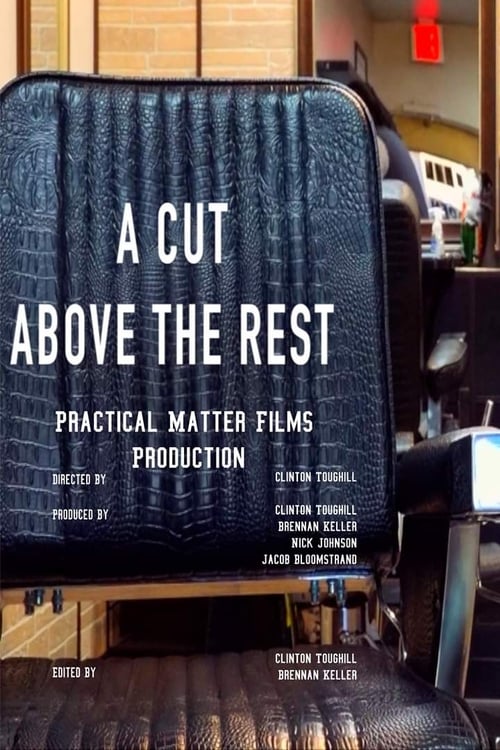 A CUT
ABOVE THE REST
PRACTICAL MATTER FILMS
PRODUCTION
DIRECTED BY CLINTON TOUGHILL
PRODUCED BY CLINTON TOUGHILL
BRENNAN KELLER
NICK JOHNSON
JACOB BLOOMSTRAND
EDITED BY CLINTON TOUGHILL
BRENNAN KELLER